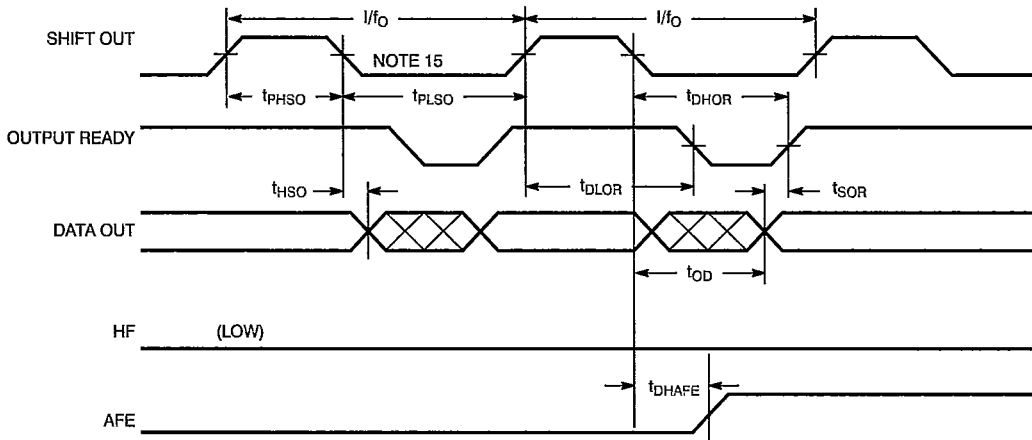 I/fO I/fO
SHIFT OUT
NOTE 15
tPHSO tPLSO tDHOR
OUTPUT READY
tHSO tDLOR tSOR
DATA OUT
tOD
HF (LOW)
tDHAFE
AFE